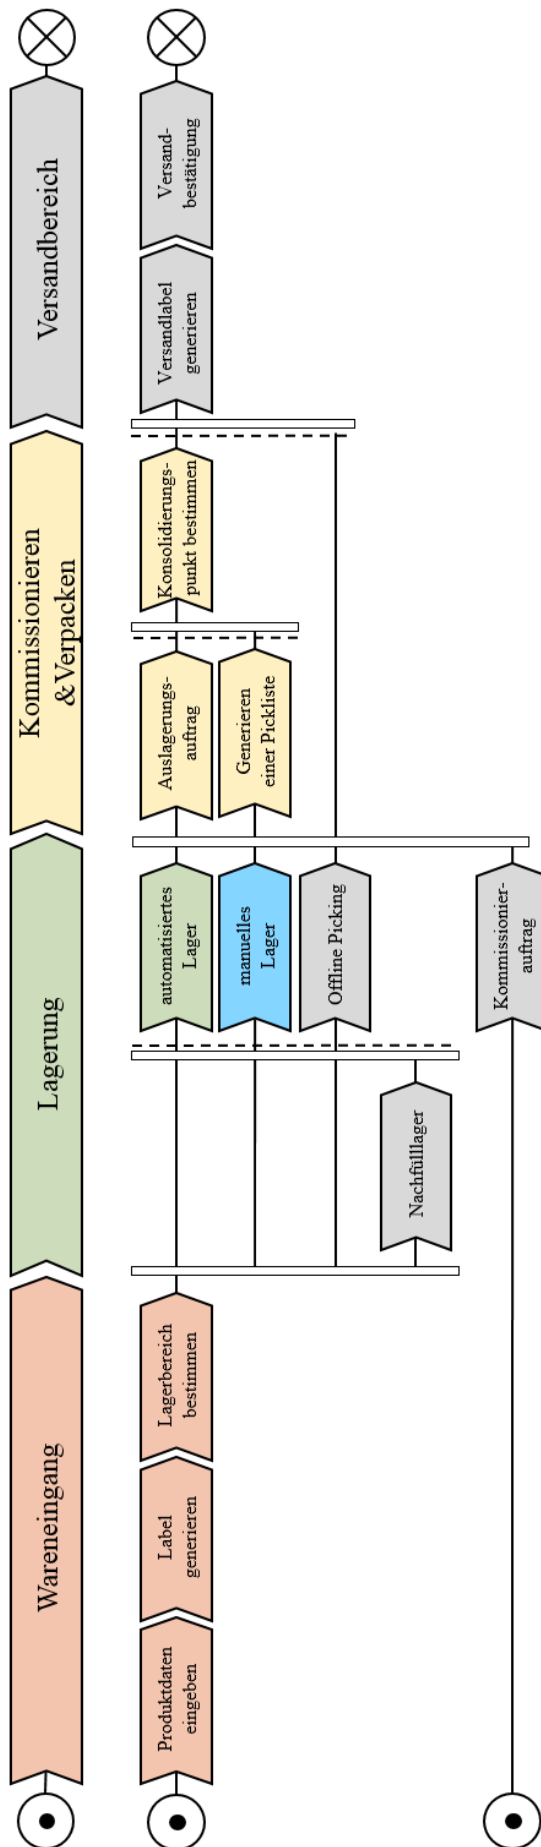 Wareneingang
Lagerung
Kommissionieren
&Verpacken
Versandbereich
Produktdaten
eingeben
Label
generieren
Lagerbereich
bestimmen
automatisiertes
Lager
Auslagerungs-
auftrag
Konsolidierungs-
punkt bestimmen
Versandlabel
generieren
Versand-
bestätigung
manuelles
Lager
Generieren
einer Pickliste
Offline Picking
Nachfülllager
Kommissionier-
auftrag